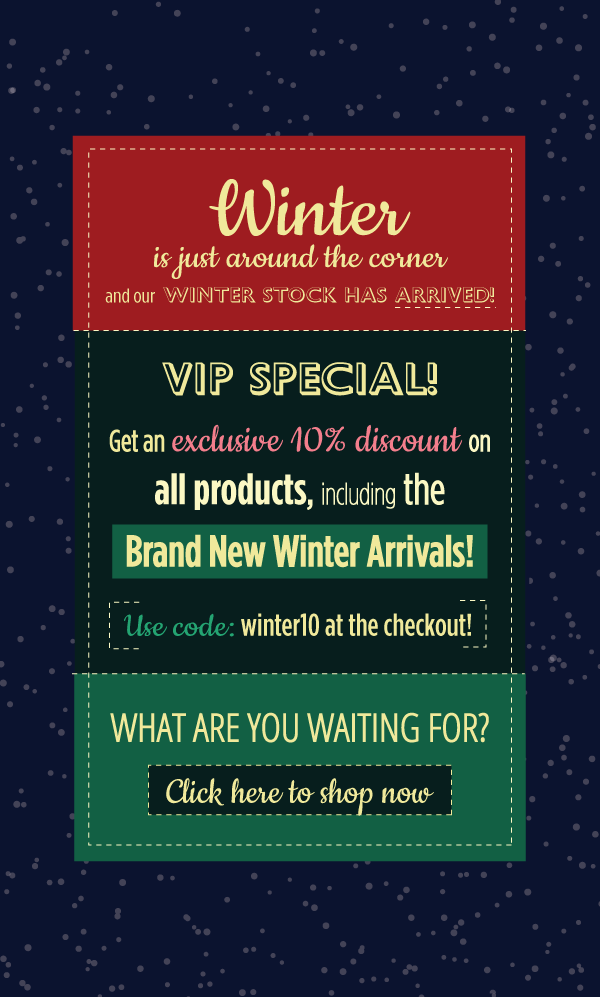 Winter
is just around the corner
and our WINTER STOCK HAS ARRIVED!
VIP SPECIAL!
Get an exclusive 10% discount on
all products, including the
Brand New Winter Arrivals!
Use code: winter10 at the checkout!
WHAT ARE YOU WAITING FOR?
Click here to shop now